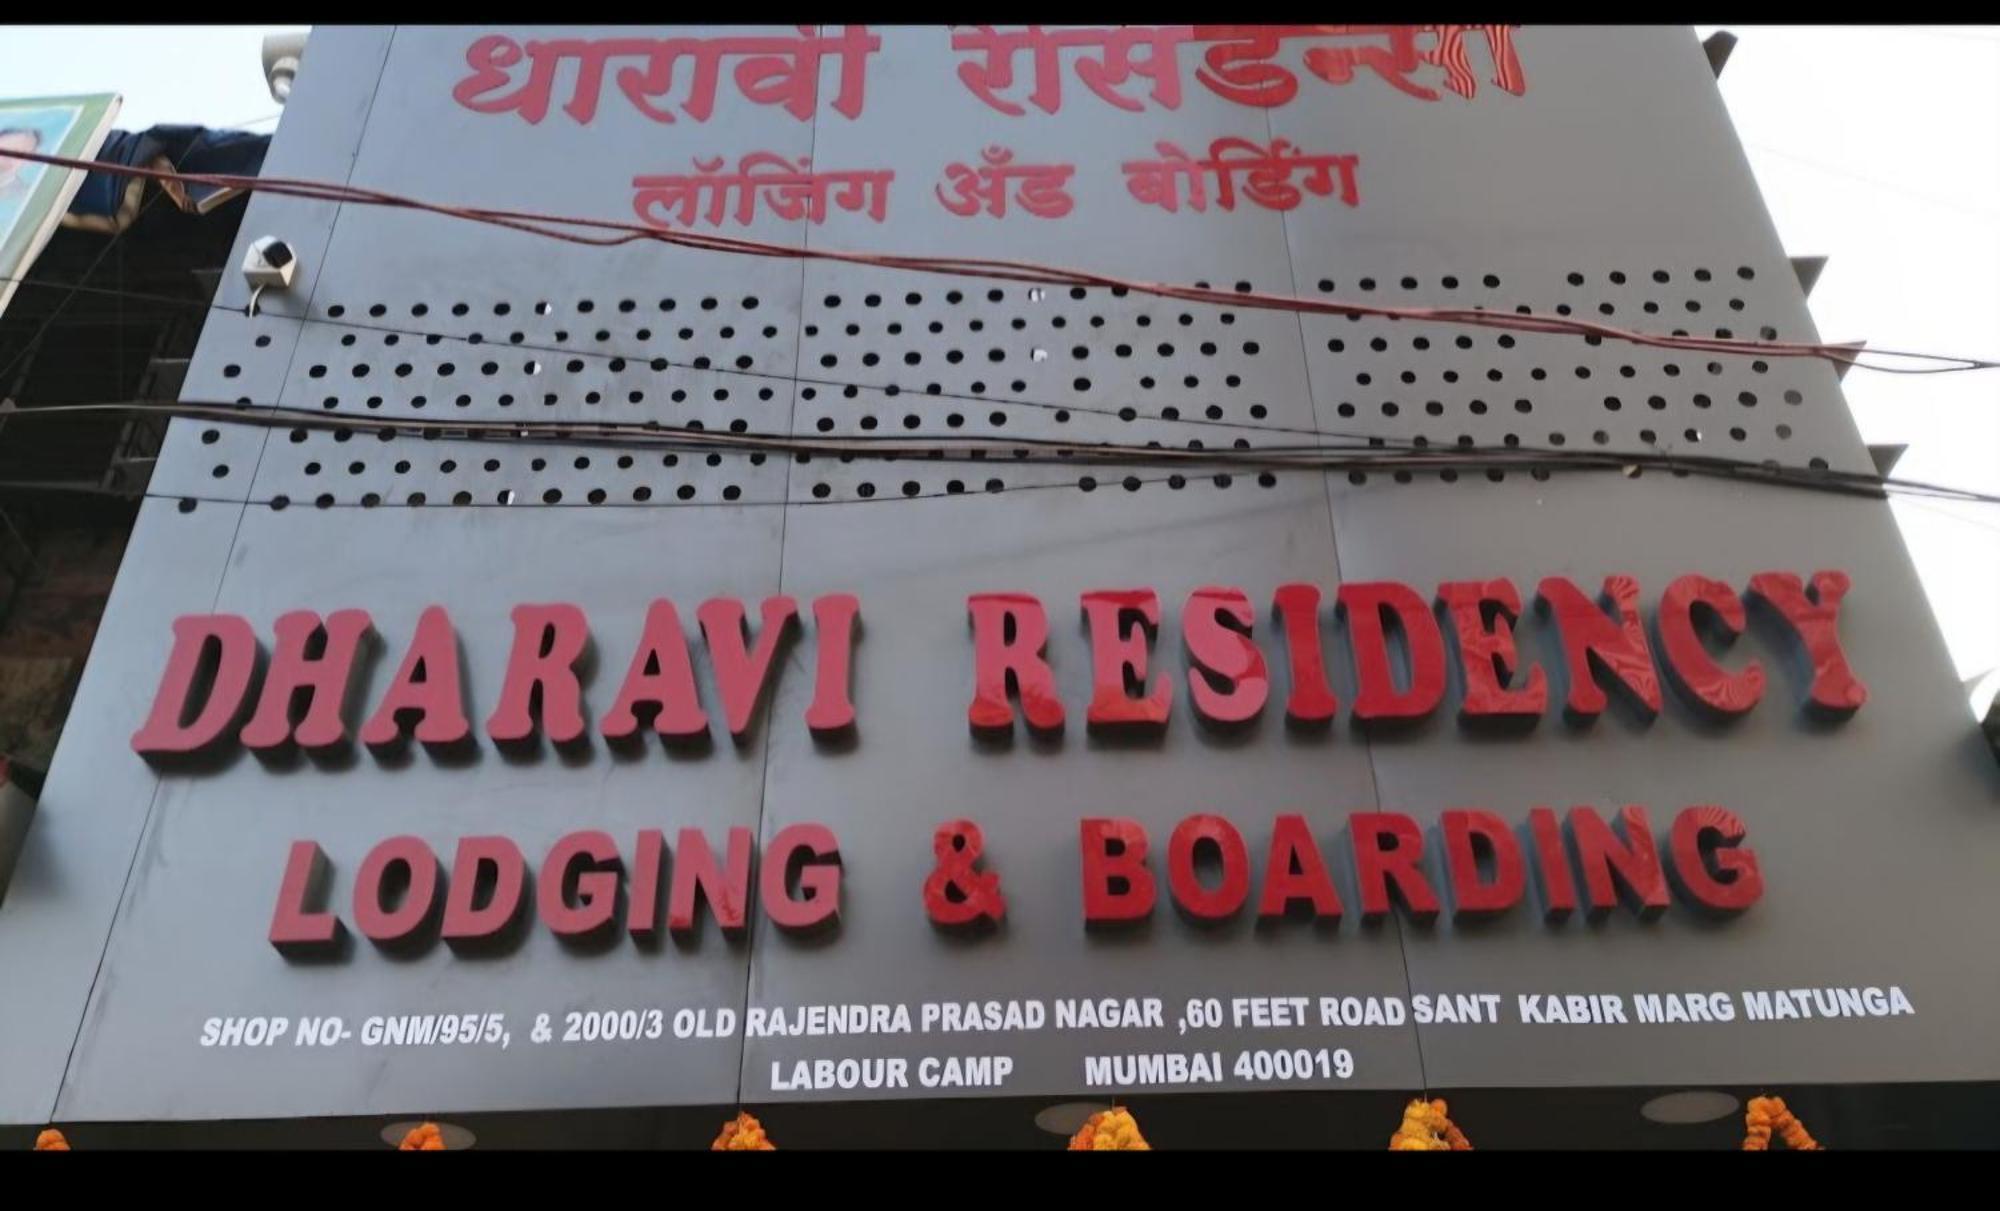 धारावी रेसिडेन्सी
लॉजिंग अँड बोर्डिंग
DHARAVI RESIDENCY
LODGING & BOARDING
SHOP NO- GNM/95/5, & 2000/3 OLD RAJENDRA PRASAD NAGAR ,60 FEET ROAD SANT KABIR MARG MATUNGA
LABOUR CAMP MUMBAI 400019